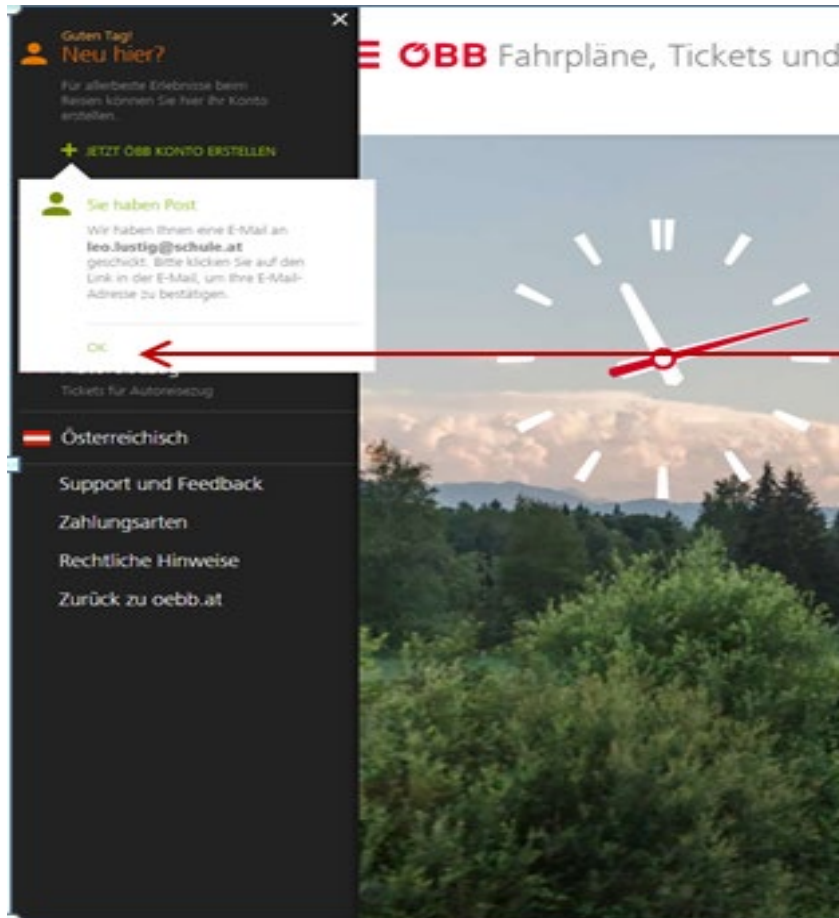 Guten Tag!
Neu hier?
Für allerbeste Erlebnisse beim
Reisen können Sie hier Ihr Konto
erstellen.
JETZT ÖBB KONTO ERSTELLEN
Sie haben Post
Wir haben Ihnen eine E-Mail an
leo.lustig@schule.at
geschickt. Bitte klicken Sie auf den
Link in der E-Mail, um Ihre E-Mail-
Adresse zu bestätigen.
OK
Tickets für Autoreisezug
Österreichisch
Support und Feedback
Zahlungsarten
Rechtliche Hinweise
Zurück zu oebb.at
ÖBB Fahrpläne, Tickets und